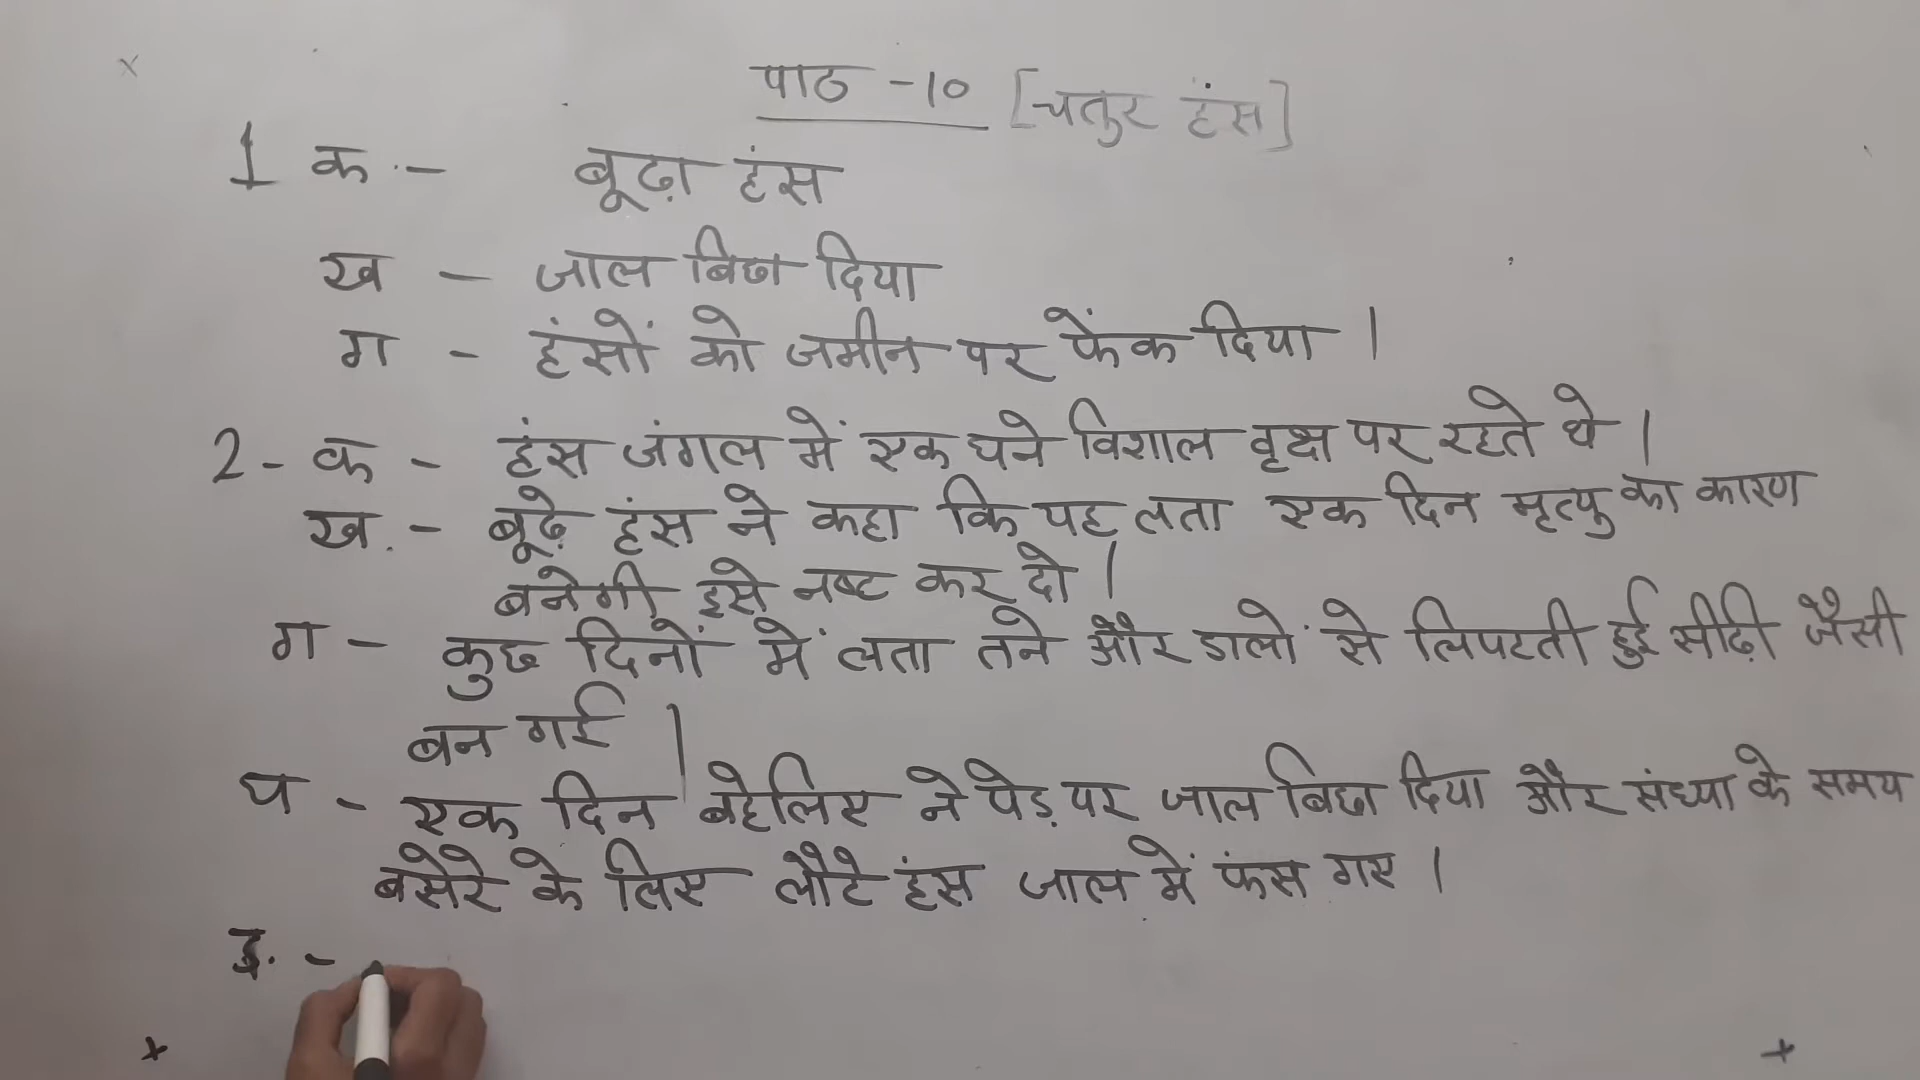 पाठ -10 [चतुर हंस]
1 क - बूढ़ा हंस
ख - जाल बिछा दिया
ग - हंसों को जमीन पर फेंक दिया |
2 - क - हंस जंगल में एक घने विशाल वृक्ष पर रहते थे |
ख. - बूढ़े हंस ने कहा कि यह लता एक दिन मृत्यु का कारण
बनेगी इसे नष्ट कर दो |
ग - कुछ दिनों में लता तने और डालों से लिपटती हुई सीढ़ी जैसी
बन गई |
घ - एक दिन बहेलिए ने पेड़ पर जाल बिछा दिया और संध्या के समय
बसेरे के लिए लौटे हंस जाल में फंस गए |
ङ -